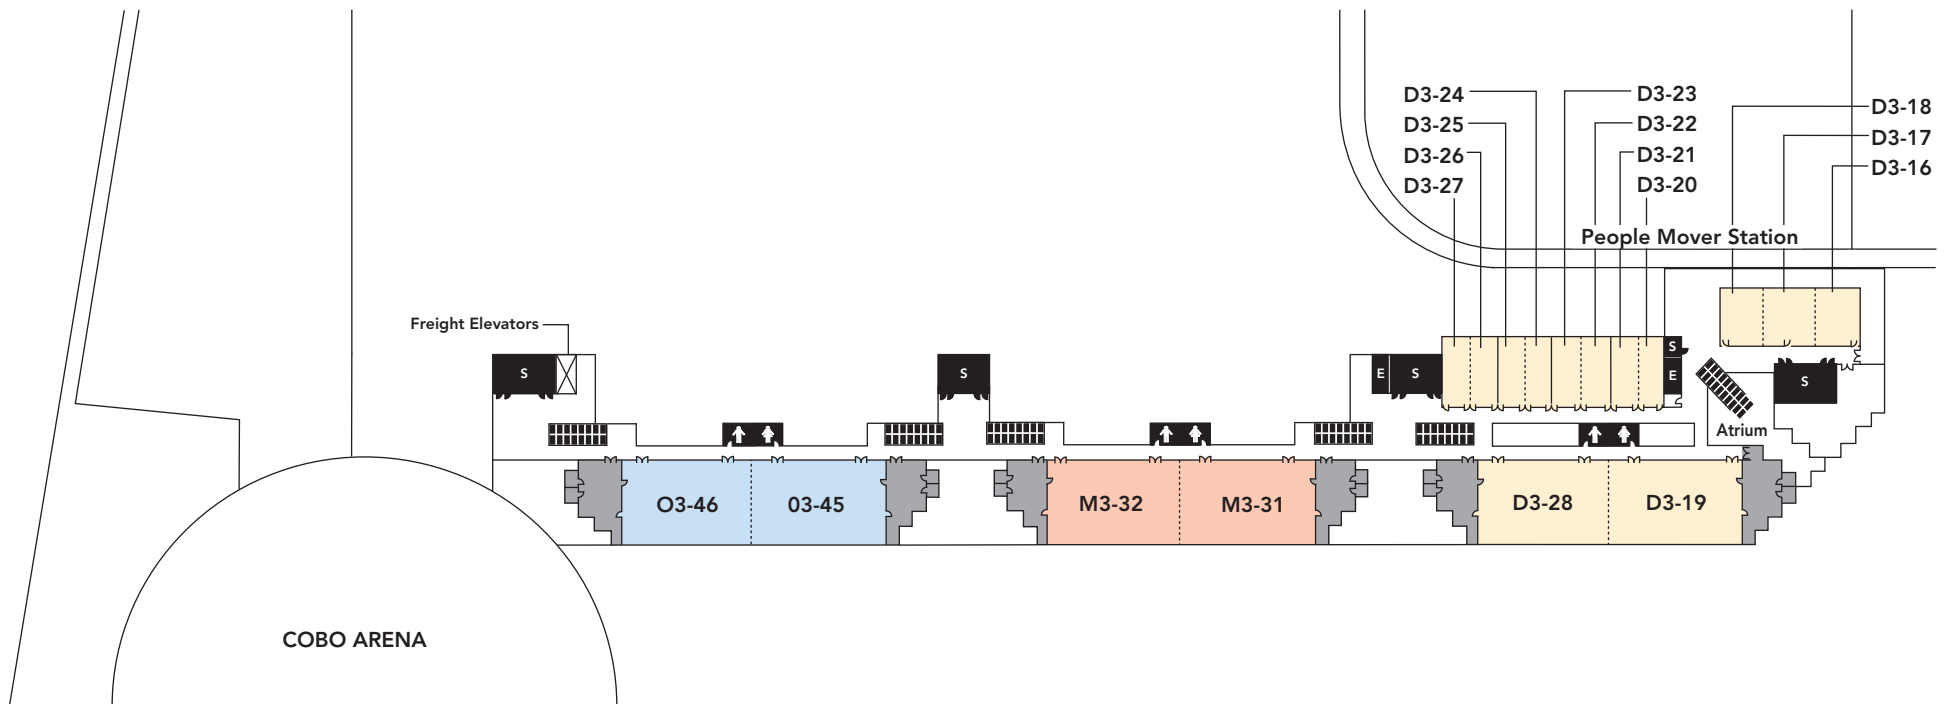 D3-24
D3-23
D3-18
D3-25
D3-22
D3-17
D3-26
D3-21
D3-16
D3-27
D3-20
People Mover Station
Freight Elevators
S
S
E
S
S
E
S
Atrium
O3-46
03-45
M3-32
M3-31
D3-28
D3-19
COBO ARENA